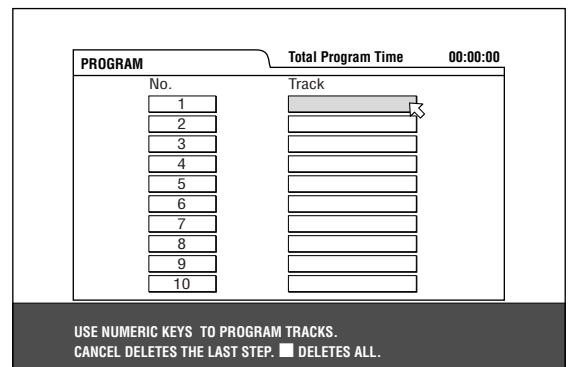 PROGRAM Total Program Time 00:00:00
No. Track
1
2
3
4
5
6
7
8
9
10
USE NUMERIC KEYS TO PROGRAM TRACKS.
CANCEL DELETES THE LAST STEP. ■ DELETES ALL.